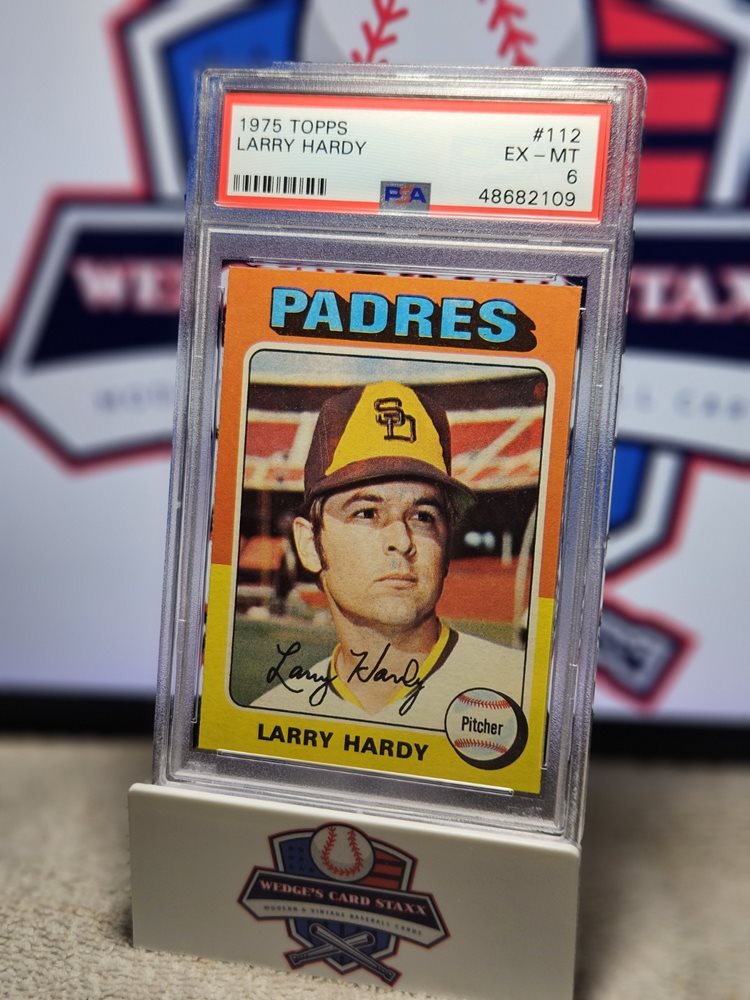 1975 TOPPS
LARRY HARDY
#112
EX – MT
6
48682109
PSA
PADRES
SD
Larry Hardy
Pitcher
LARRY HARDY
WEDGE'S CARD STAXX
MODERN & VINTAGE BASEBALL CARDS